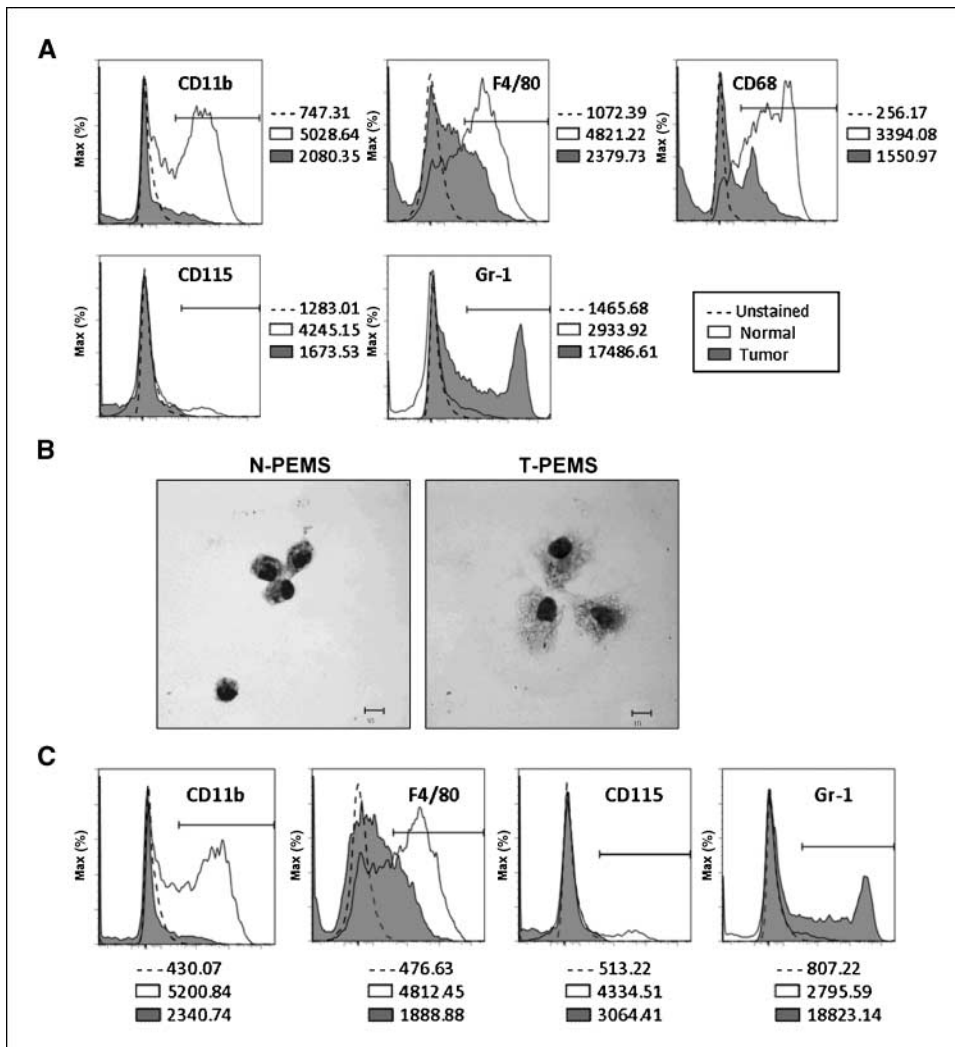 A
CD11b
Max (%)
747.31
5028.64
2080.35
F4/80
Max (%)
1072.39
4821.22
2379.73
CD68
Max (%)
256.17
3394.08
1550.97
CD115
Max (%)
1283.01
4245.15
1673.53
Gr-1
Max (%)
1465.68
2933.92
17486.61
Unstained
Normal
Tumor
B
N-PEMS
T-PEMS
C
CD11b
Max (%)
430.07
5200.84
2340.74
F4/80
Max (%)
476.63
4812.45
1888.88
CD115
Max (%)
513.22
4334.51
3064.41
Gr-1
Max (%)
807.22
2795.59
18823.14